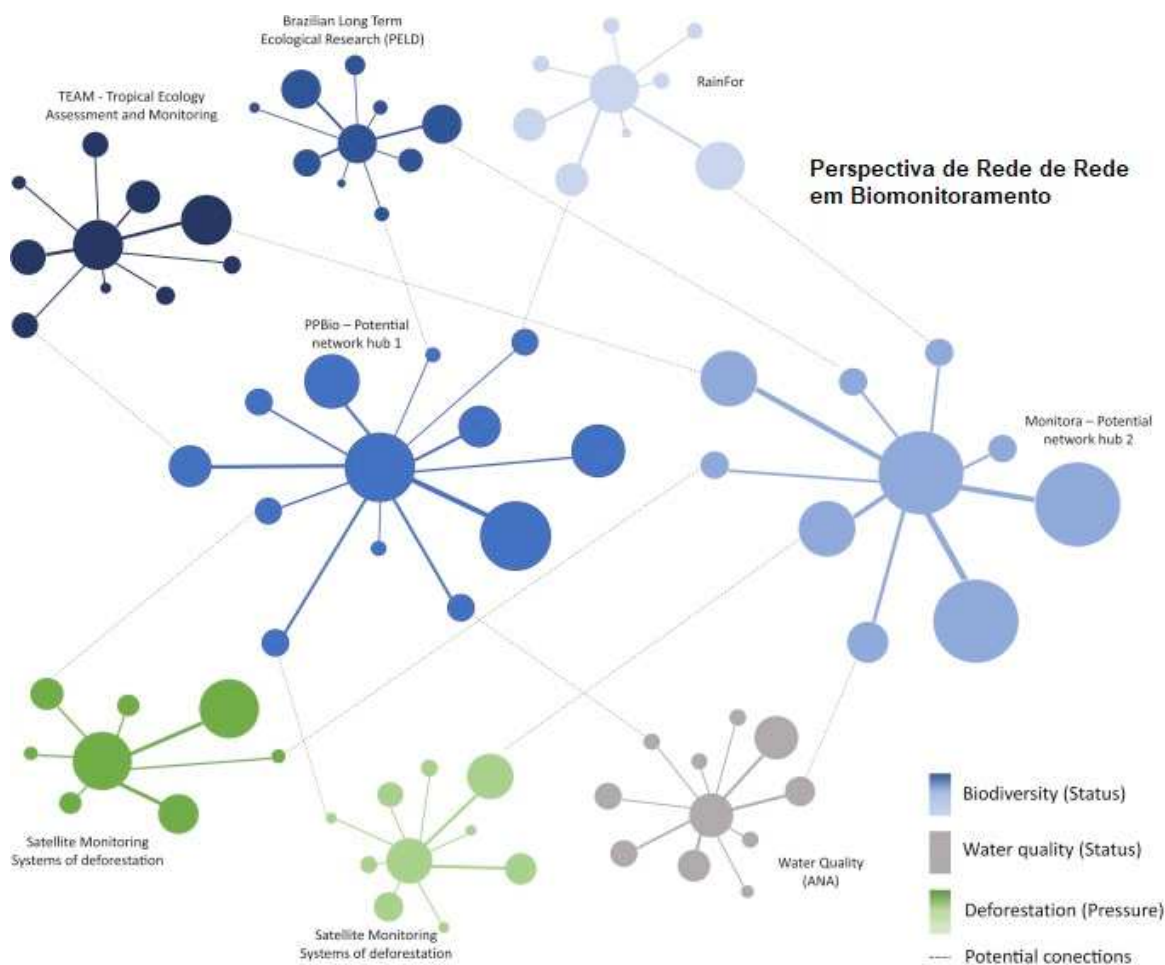 Brazilian Long Term
Ecological Research (PELD)
TEAM - Tropical Ecology
Assessment and Monitoring
RainFor
Perspectiva de Rede de Rede
em Biomonitoramento
PPBio – Potential
network hub 1
Monitora – Potential
network hub 2
Satellite Monitoring
Systems of deforestation
Satellite Monitoring
Systems of deforestation
Water Quality
(ANA)
Biodiversity (Status)
Water quality (Status)
Deforestation (Pressure)
Potential conections